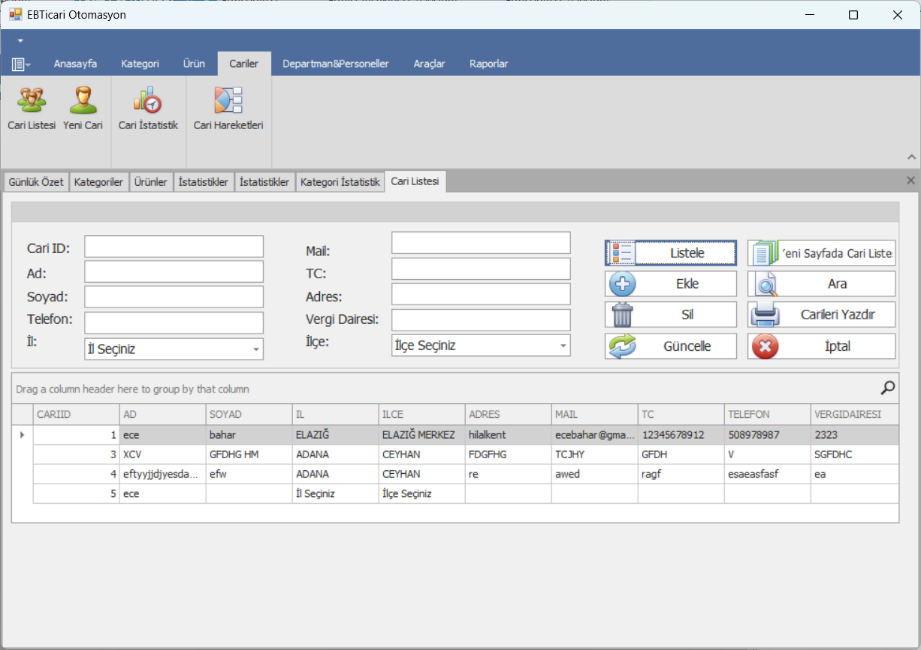 EBTicari Otomasyon
Anasayfa Kategori Ürün Cariler Departman&Personeller Araçlar Raporlar
Cari Listesi Yeni Cari Cari İstatistik Cari Hareketleri
Günlük Özet Kategoriler Ürünler İstatistikler İstatistikler Kategori İstatistik Cari Listesi
Cari ID: Mail: Listele 'eni Sayfada Cari Liste
Ad: TC: Ekle Ara
Soyad: Adres: Sil Carileri Yazdır
Telefon: Vergi Dairesi: Güncelle İptal
İl: İl Seçiniz İlçe: İlçe Seçiniz
Drag a column header here to group by that column
CARIID AD SOYAD IL ILCE ADRES MAIL TC TELEFON VERGIDAIRESI
1 ece bahar ELAZIĞ ELAZIĞ MERKEZ hilalkent ecebahar@gma... 12345678912 508978987 2323
3 XCV GFDHG HM ADANA CEYHAN FDGFHG TCJHY GFDH V SGFDHC
4 eftyyjjdjyesda... efw ADANA CEYHAN re awed ragf esaeasfasf ea
5 ece İl Seçiniz İlçe Seçiniz